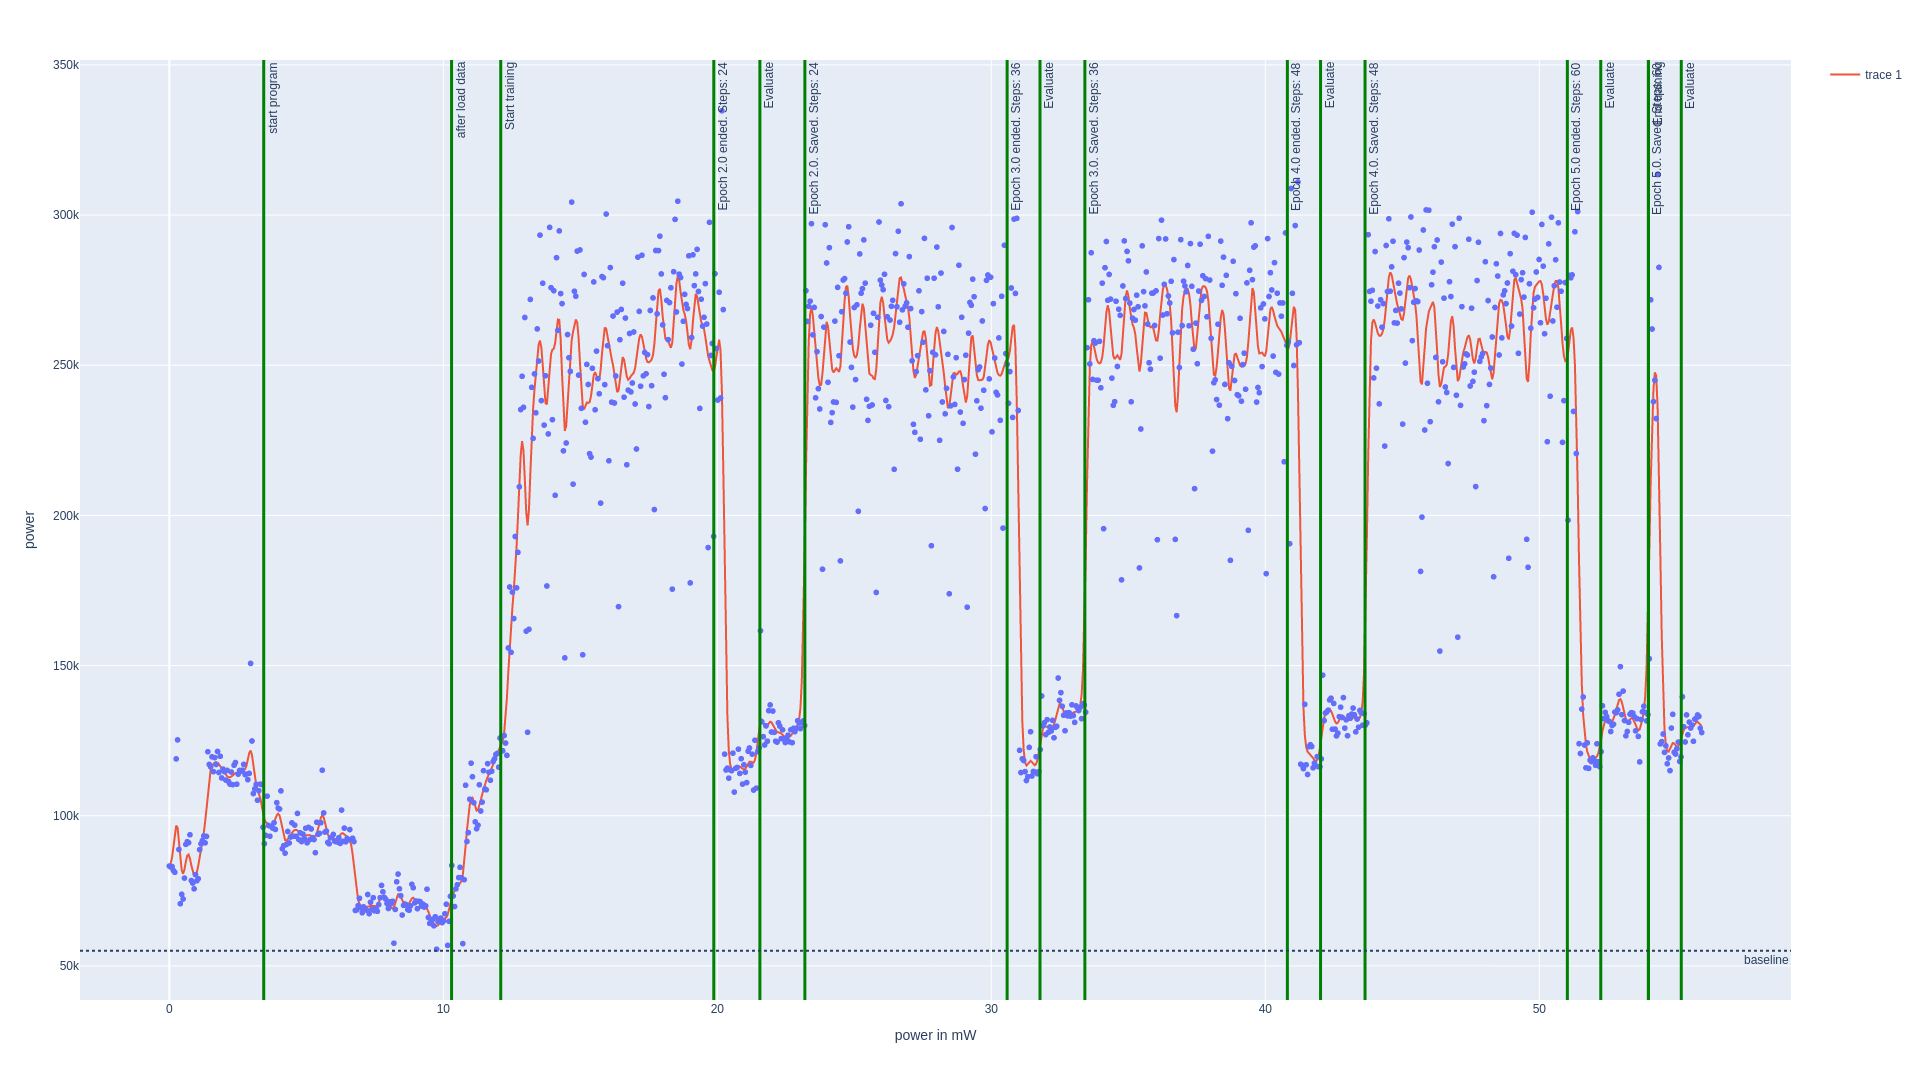 350k
300k
250k
200k
150k
100k
50k
power
0
10
20
30
40
50
power in mW
start program
after load data
Start training
Epoch 2.0 ended. Steps: 24
Evaluate
Epoch 2.0. Saved. Steps: 24
Epoch 3.0 ended. Steps: 36
Evaluate
Epoch 3.0. Saved. Steps: 36
Epoch 4.0 ended. Steps: 48
Evaluate
Epoch 4.0. Saved. Steps: 48
Epoch 5.0 ended. Steps: 60
Evaluate
Epoch 5.0. Saved. Steps:
Evaluate
baseline
trace 1